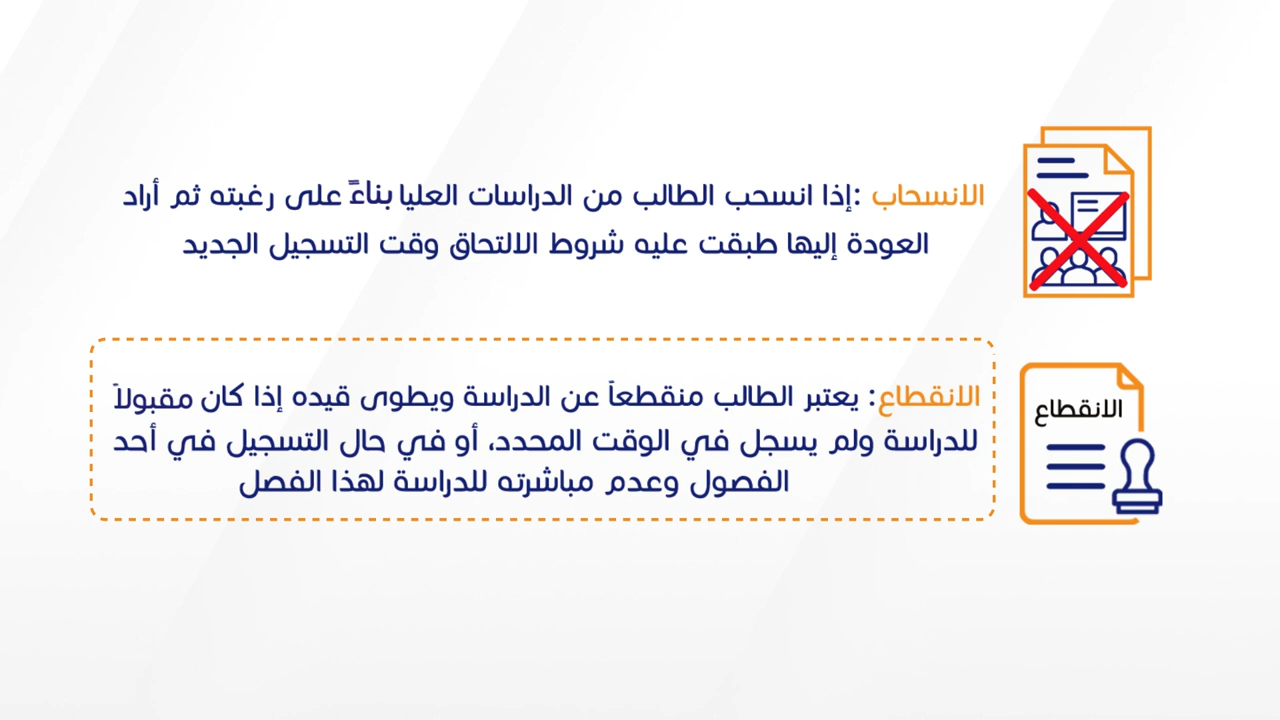 الانسحاب :إذا انسحب الطالب من الدراسات العليا بناءً على رغبته ثم أراد
العودة إليها طبقت عليه شروط الالتحاق وقت التسجيل الجديد
الانقطاع
الانقطاع: يعتبر الطالب منقطعاً عن الدراسة ويطوى قيده إذا كان مقبولاً
للدراسة ولم يسجل في الوقت المحدد، أو في حال التسجيل في أحد
الفصول وعدم مباشرته للدراسة لهذا الفصل